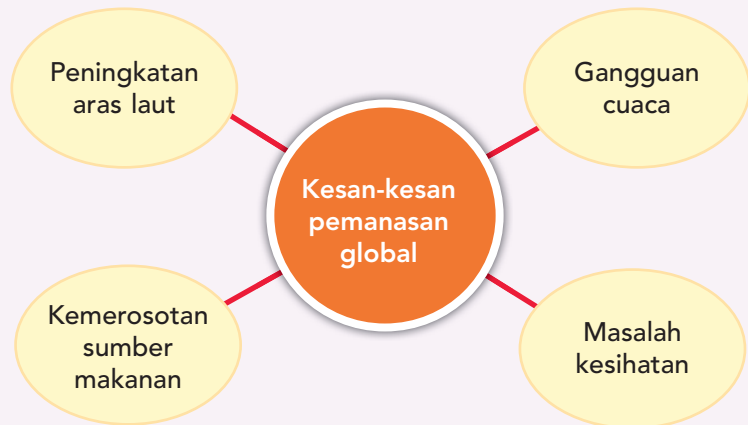 Peningkatan
aras laut
Gangguan
cuaca
Kesan-kesan
pemanasan
global
Kemerosotan
sumber
makanan
Masalah
kesihatan